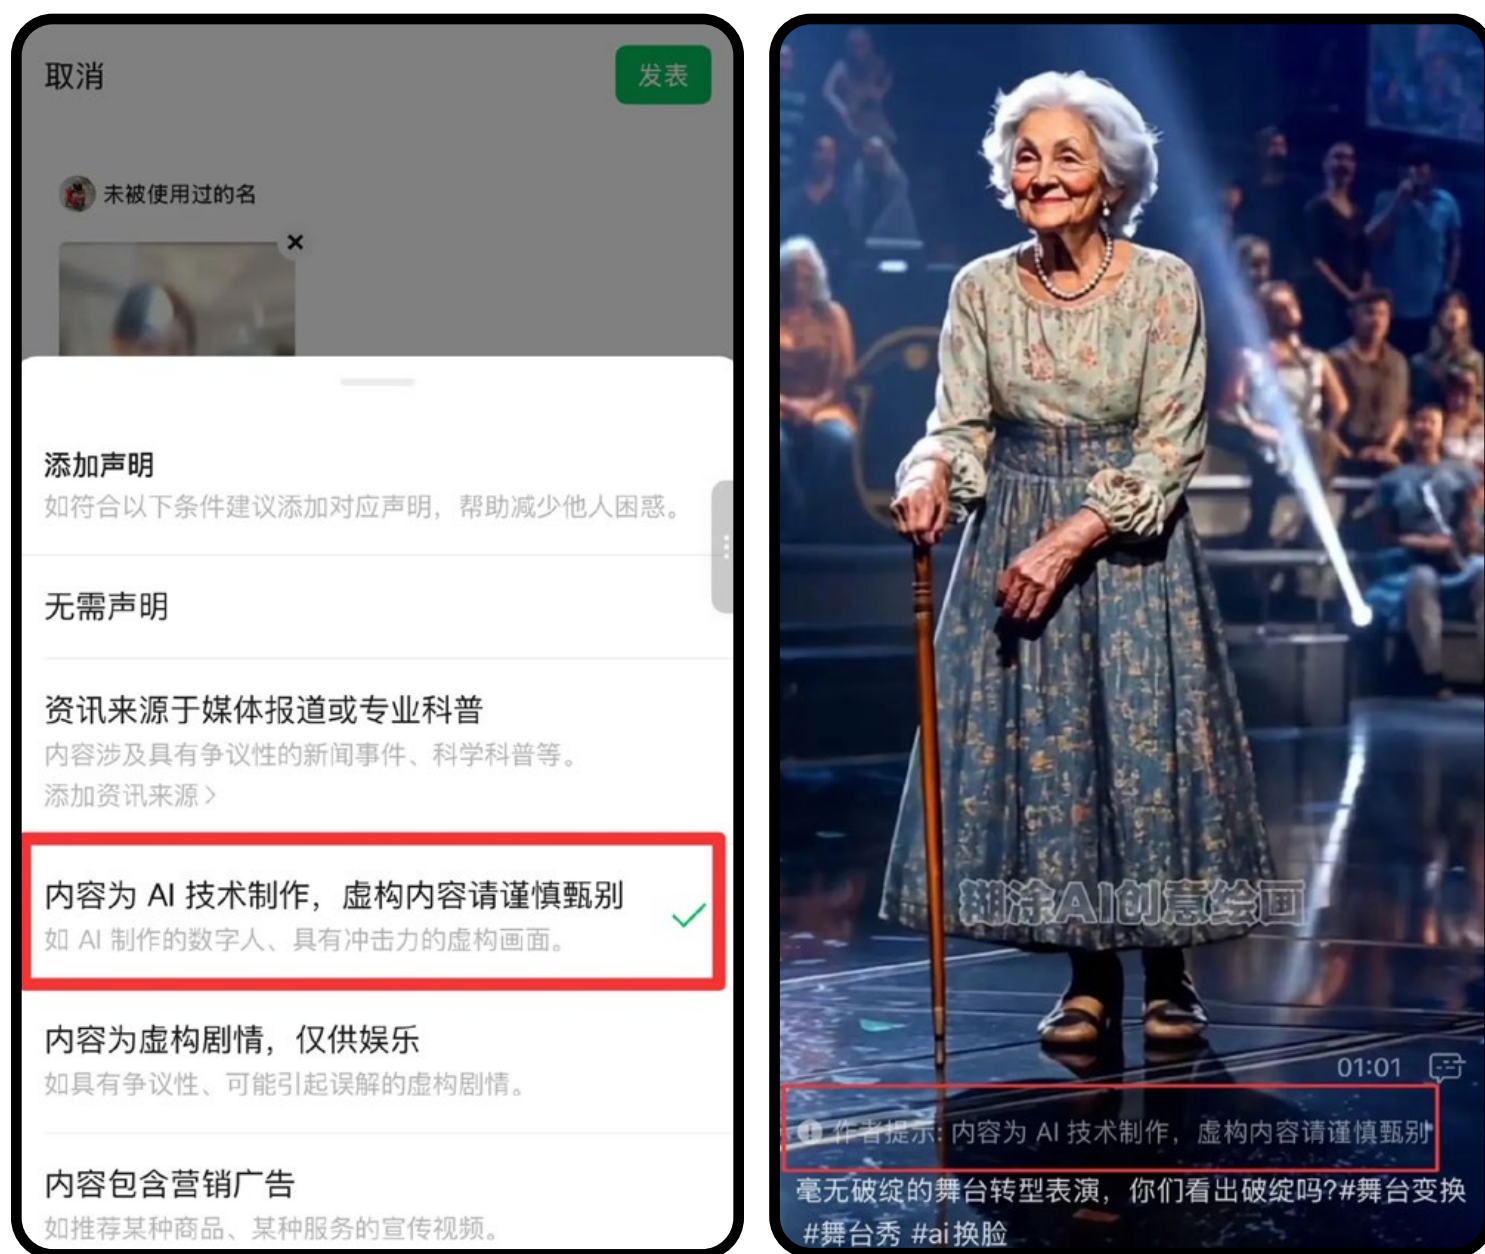 取消
发表
未被使用过的名
添加声明
如符合以下条件建议添加对应声明，帮助减少他人困惑。
无需声明
资讯来源于媒体报道或专业科普
内容涉及具有争议性的新闻事件、科学科普等。
添加资讯来源>
内容为 AI 技术制作，虚构内容请谨慎甄别
如 AI 制作的数字人、具有冲击力的虚构画面。
内容为虚构剧情，仅供娱乐
如具有争议性、可能引起误解的虚构剧情。
内容包含营销广告
如推荐某种商品、某种服务的宣传视频。
糊涂AI创意绘画
01:01
作者提示: 内容为 AI 技术制作，虚构内容请谨慎甄别
毫无破绽的舞台转型表演，你们看出破绽吗?#舞台变换
#舞台秀 #ai换脸